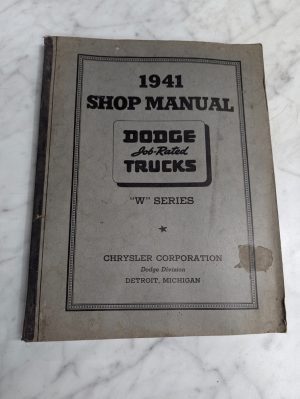 1941
SHOP MANUAL
DODGE
Job-Rated
TRUCKS
"W" SERIES
CHRYSLER CORPORATION
Dodge Division
DETROIT, MICHIGAN